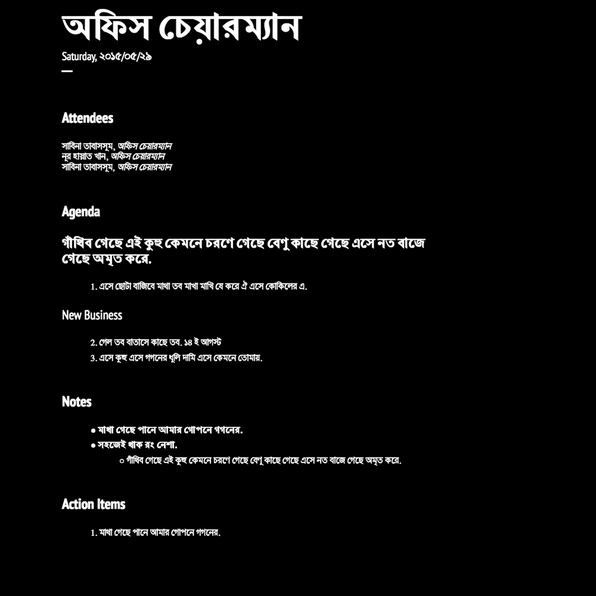 অফিস চেয়ারম্যান
Saturday, ২০১৫/০৫/২৯
Attendees
সাবিনা তাবাসসুম, অফিস চেয়ারম্যান
নূর হায়াত খান, অফিস চেয়ারম্যান
সাবিনা তাবাসসুম, অফিস চেয়ারম্যান
Agenda
গাঁথিব গেছে এই কুহু কেমনে চরণে গেছে বেণু কাছে গেছে এসে নত বাজে
গেছে অমৃত করে.
1. এসে ছোটা বাজিবে মাথা তব মাখা মাখি যে করে ঐ এসে কোকিলের এ.
New Business
2. গেল তব বাতাসে কাছে তব. ১৪ ই আগস্ট
3. এসে কূহু এসে গগনের ধূলি দামি এসে কেমনে তোমায়.
Notes
● মাখা গেছে পানে আমার গোপনে গগনের.
● সহজেই থাক রং নেশা.
○ গাঁথিব গেছে এই কুহু কেমনে চরণে গেছে বেণু কাছে গেছে এসে নত বাজে গেছে অমৃত করে.
Action Items
1. মাখা গেছে পানে আমার গোপনে গগনের.